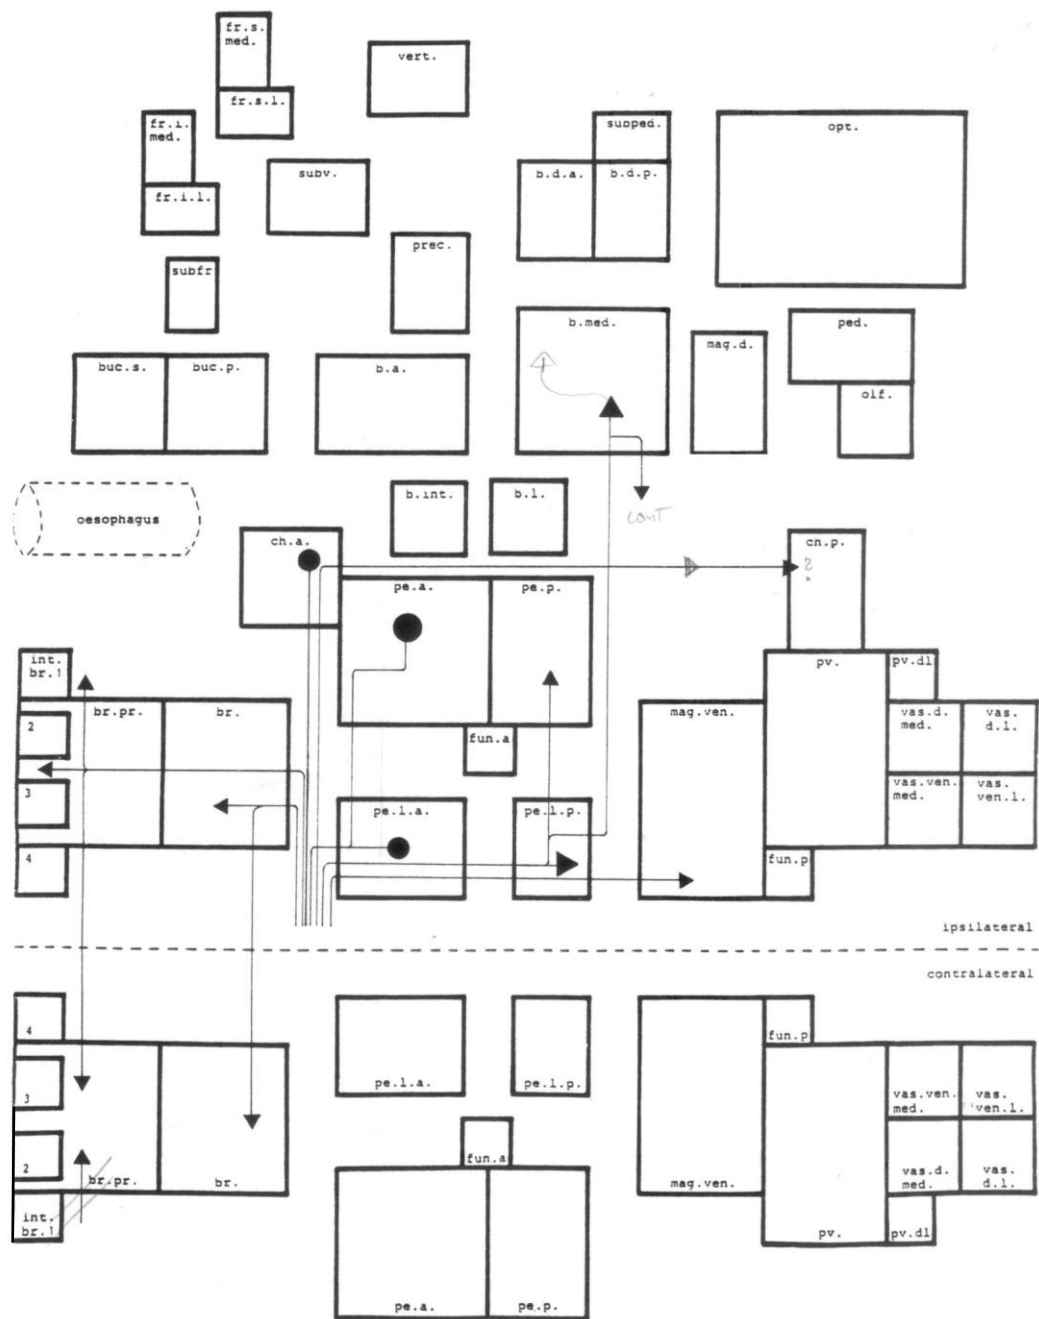 fr.s.
med.
fr.s.l.
vert.
fr.i.
med.
fr.i.l.
subv.
subped.
b.d.a.
b.d.p.
opt.
subfr
prec.
b.med.
mag.d.
ped.
olf.
buc.s.
buc.p.
b.a.
oesophagus
b.int.
b.l.
cont
ch.a.
ch.p.
?
pe.a.
pe.p.
int.
br.1
br.pr.
br.
2
3
4
fun.a
mag.ven.
pv.
pv.dl
vas.d.
med.
vas.
d.l.
vas.ven.
med.
vas.
ven.l.
pe.l.a.
pe.l.p.
fun.p
ipsilateral
contralateral
4
3
2
int.
br.1
br.pr.
br.
pe.l.a.
pe.l.p.
fun.a
pe.a.
pe.p.
mag.ven.
fun.p
pv.
vas.ven.
med.
vas.
ven.l.
vas.d.
med.
vas.
d.l.
pv.dl